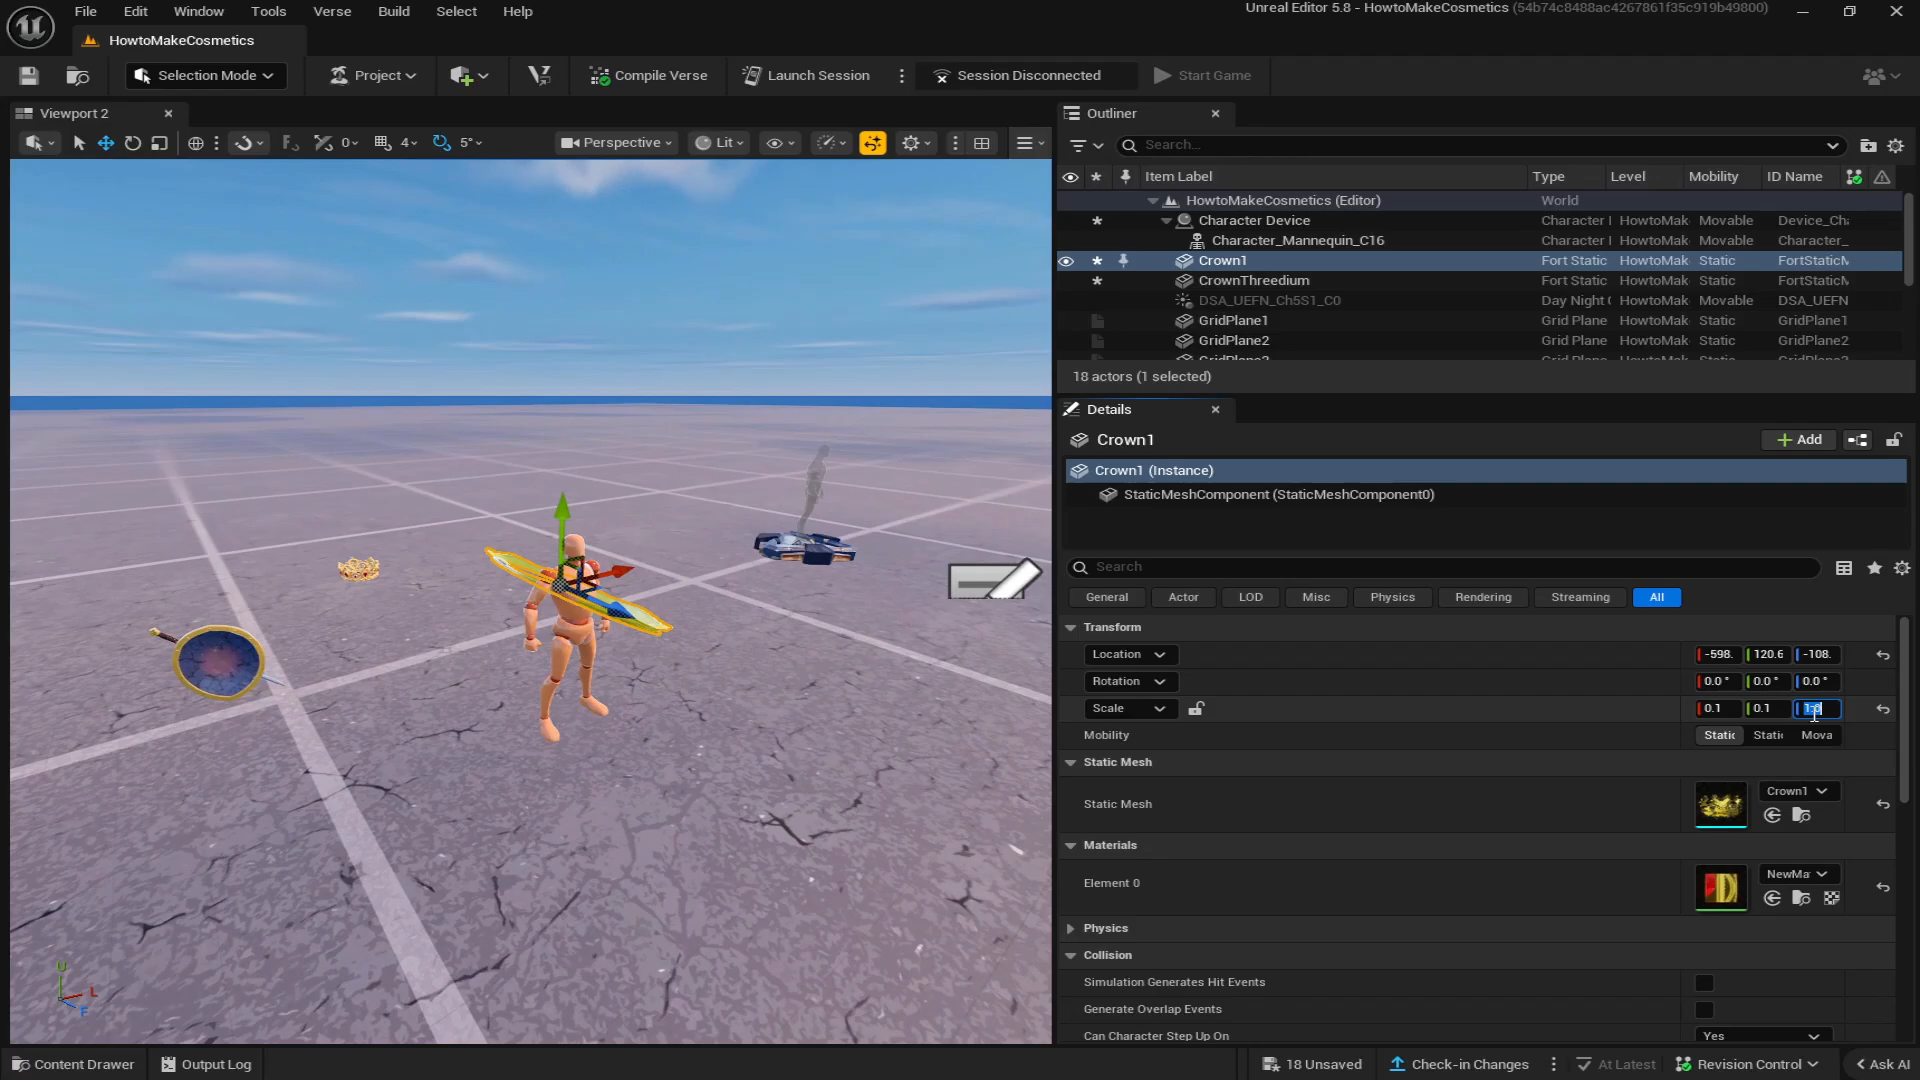 File Edit Window Tools Verse Build Select Help
Unreal Editor 5.8 - HowtoMakeCosmetics (54b74c8488ac4267861f35c919b49800)
HowtoMakeCosmetics
Selection Mode Project Compile Verse Launch Session Session Disconnected Start Game
Viewport 2
0 4 5° Perspective Lit
Outliner
Search...
Item Label Type Level Mobility ID Name
HowtoMakeCosmetics (Editor) World
Character Device Character HowtoMak Movable Device_Cha
Character_Mannequin_C16 Character HowtoMak Movable Character_
Crown1 Fort Static HowtoMak Static FortStaticM
CrownThreedium Fort Static HowtoMak Static FortStaticM
DSA_UEFN_Ch5S1_C0 Day Night HowtoMak Movable DSA_UEFN
GridPlane1 Grid Plane HowtoMak Static GridPlane1
GridPlane2 Grid Plane HowtoMak Static GridPlane2
18 actors (1 selected)
Details
Crown1 Add
Crown1 (Instance)
StaticMeshComponent (StaticMeshComponent0)
Search
General Actor LOD Misc Physics Rendering Streaming All
Transform
Location -598. 120.6 -108.
Rotation 0.0 ° 0.0 ° 0.0 °
Scale 0.1 0.1 1.0
Mobility Static Static Mova
Static Mesh
Static Mesh Crown1
Materials
Element 0 NewMat
Physics
Collision
Simulation Generates Hit Events
Generate Overlap Events
Can Character Step Up On Yes
U
L
F
Content Drawer Output Log 18 Unsaved Check-in Changes At Latest Revision Control Ask AI